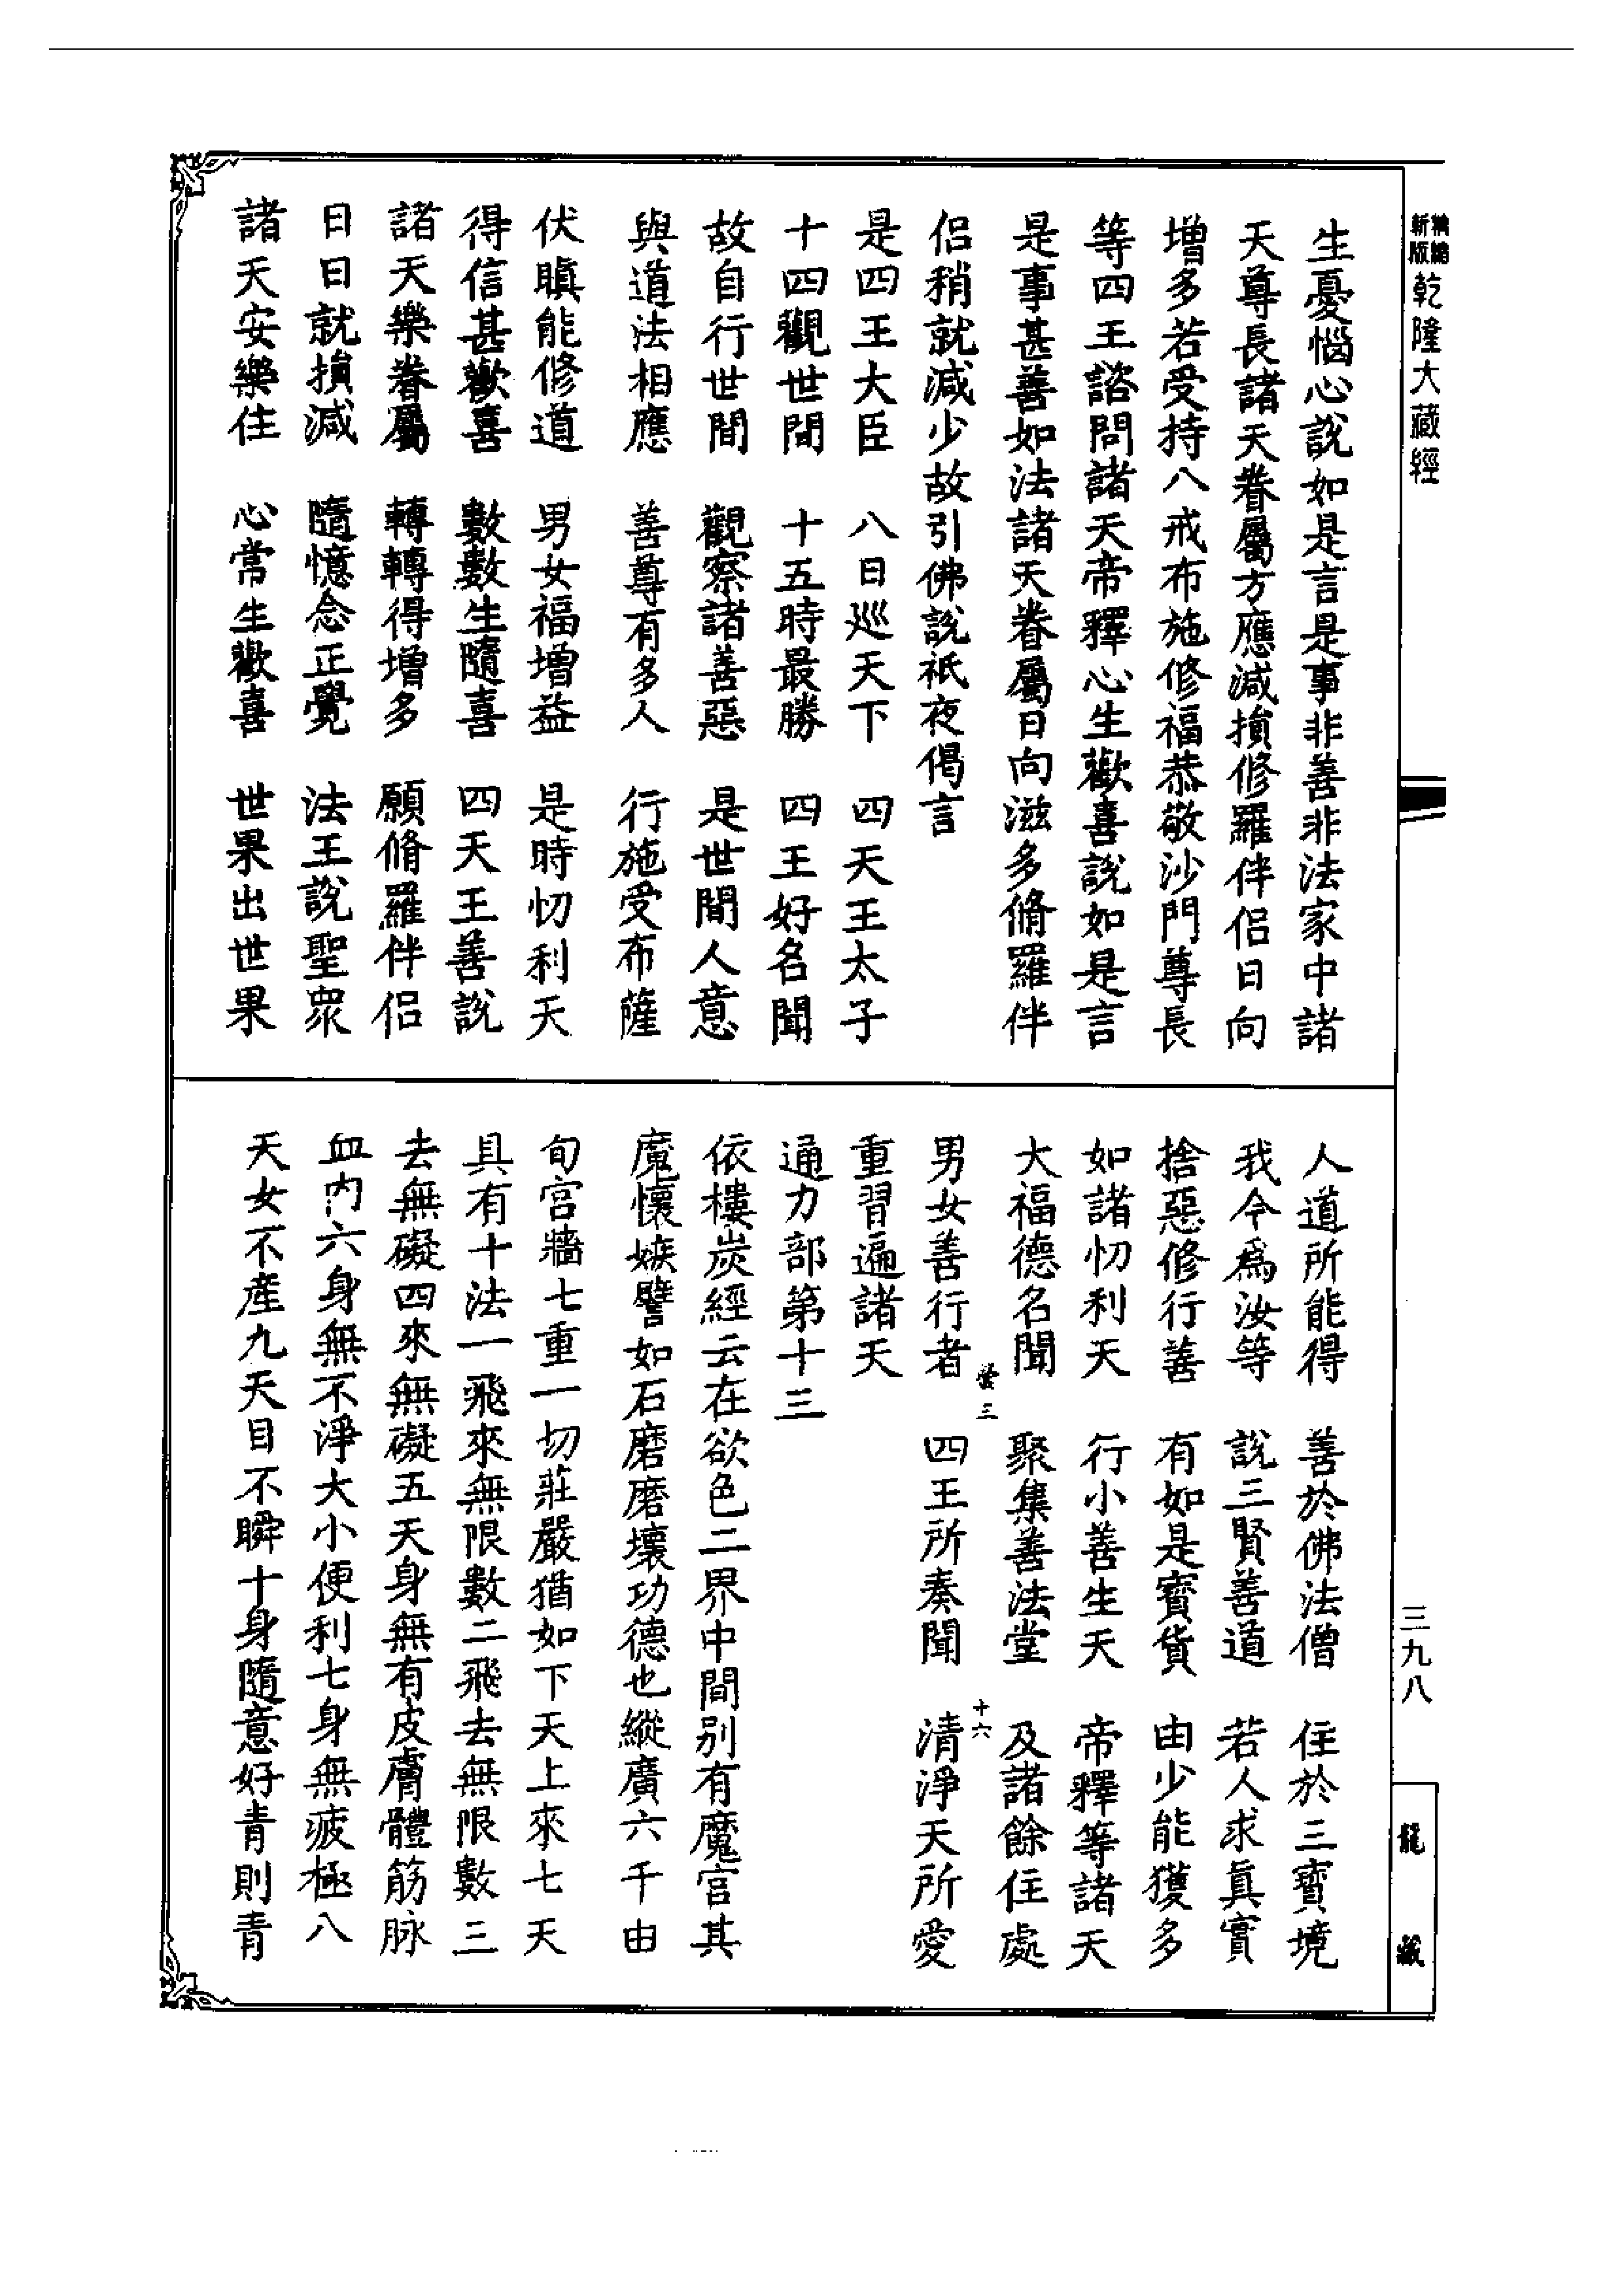 新版精縮乾隆大藏經
生憂惱心說如是言是事非善非法家中諸
天尊長諸天眷屬方應減損修羅伴侶日向
增多若受持八戒布施修福恭敬沙門尊長
等四王諮問諸天帝釋心生歡喜說如是言
是事甚善如法諸天眷屬日向滋多脩羅伴
侶稍就減少故引佛說祇夜偈言
是四王大臣　八日巡天下　四天王太子
十四觀世間　十五時最勝　四王好名聞
故自行世間　觀察諸善惡　是世間人意
與道法相應　善尊有多人　行施受布薩
伏瞋能修道　男女福增益　是時忉利天
得信甚歡喜　數數生隨喜　四天王善說
諸天樂眷屬　轉轉得增多　願脩羅伴侶
日日就損減　隨憶念正覺　法王說聖眾
諸天安樂住　心常生歡喜　世果出世果
人道所能得　善於佛法僧　住於三寶境
我今爲汝等　說三賢善道　若人求真實
捨惡修行善　有如是寶貨　由少能獲多
如諸忉利天　行小善生天　帝釋等諸天
大福德名聞　聚集善法堂　及諸餘住處
三　十六
男女善行者　四王所奏聞　清淨天所愛
重習遍諸天
通力部第十三
依樓炭經云在欲色二界中間別有魔宮其
魔懷嫉譬如石磨磨壞功德也縱廣六千由
旬宮牆七重一切莊嚴猶如下天上來七天
具有十法一飛來無限數二飛去無限數三
去無礙四來無礙五天身無有皮膚體筋脉
血肉六身無不淨大小便利七身無疲極八
天女不産九天目不瞬十身隨意好青則青
三九八
龍藏